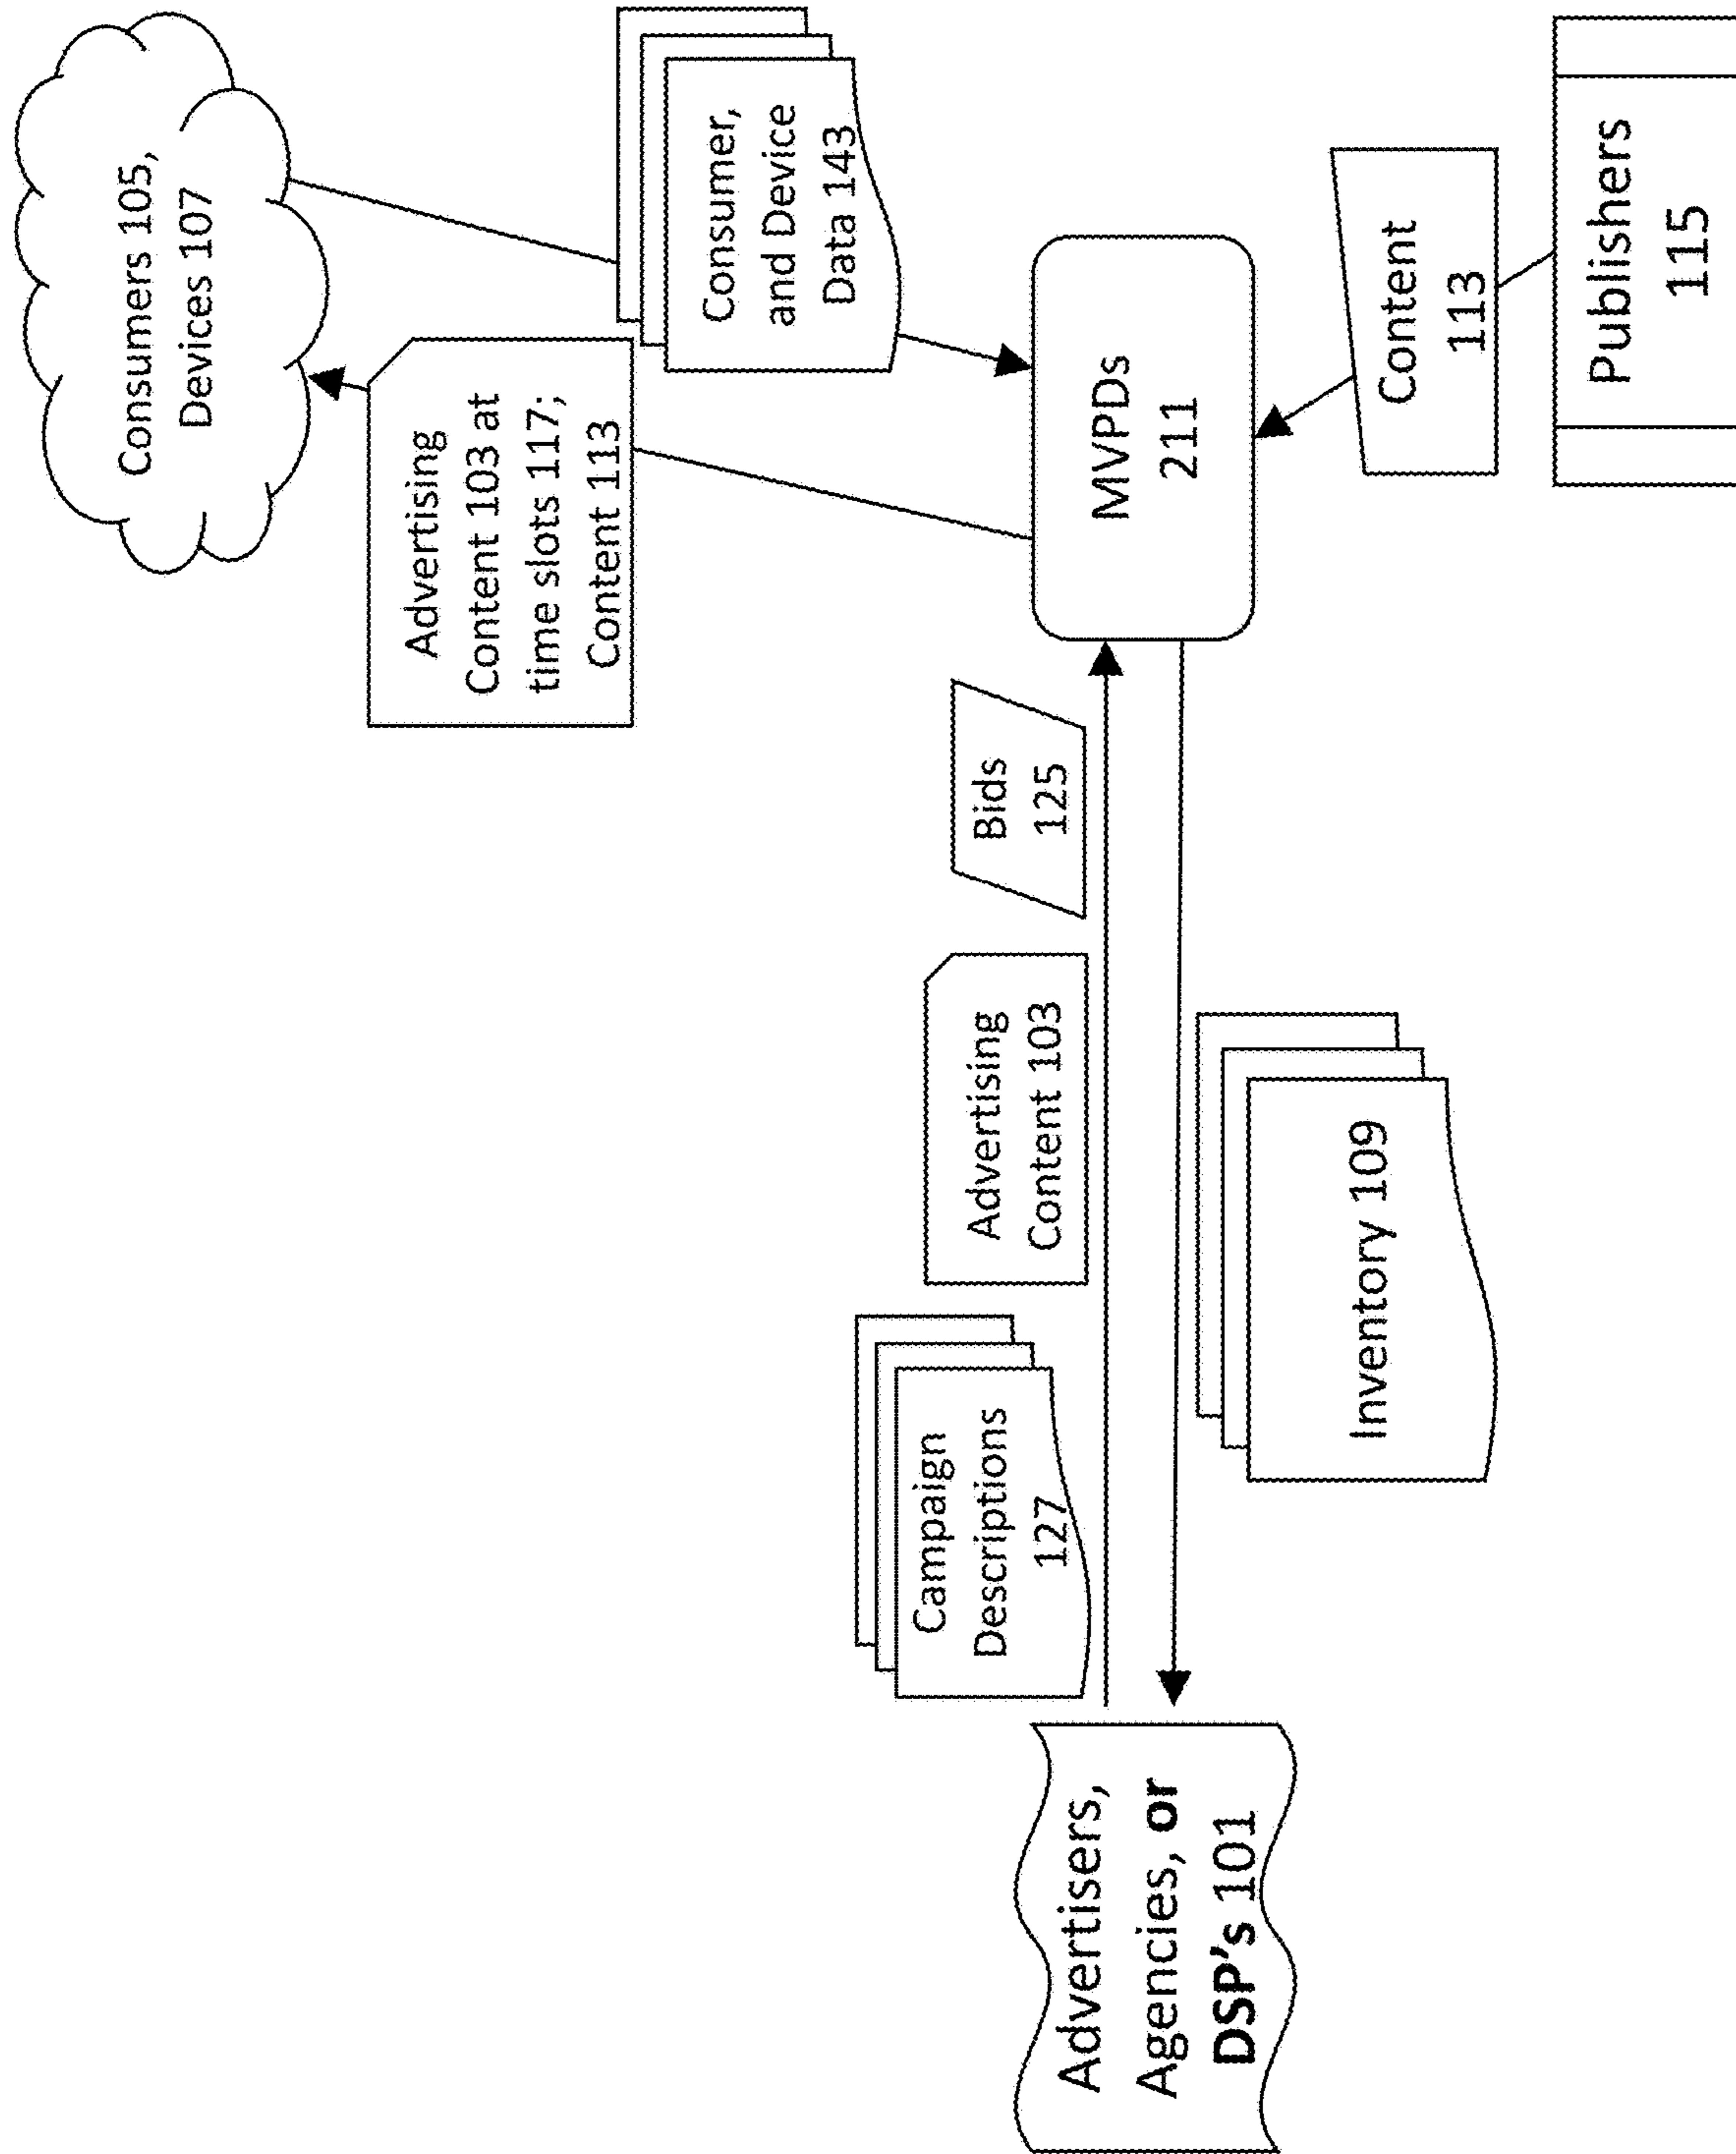 Consumers 105,
Devices 107
Advertising
Content 103 at
time slots 117;
Content 113
Consumer,
and Device
Data 143
Campaign
Descriptions
127
Advertising
Content 103
Bids
125
MVPDs
211
Advertisers,
Agencies, or
DSP's 101
Inventory 109
Content
113
Publishers
115